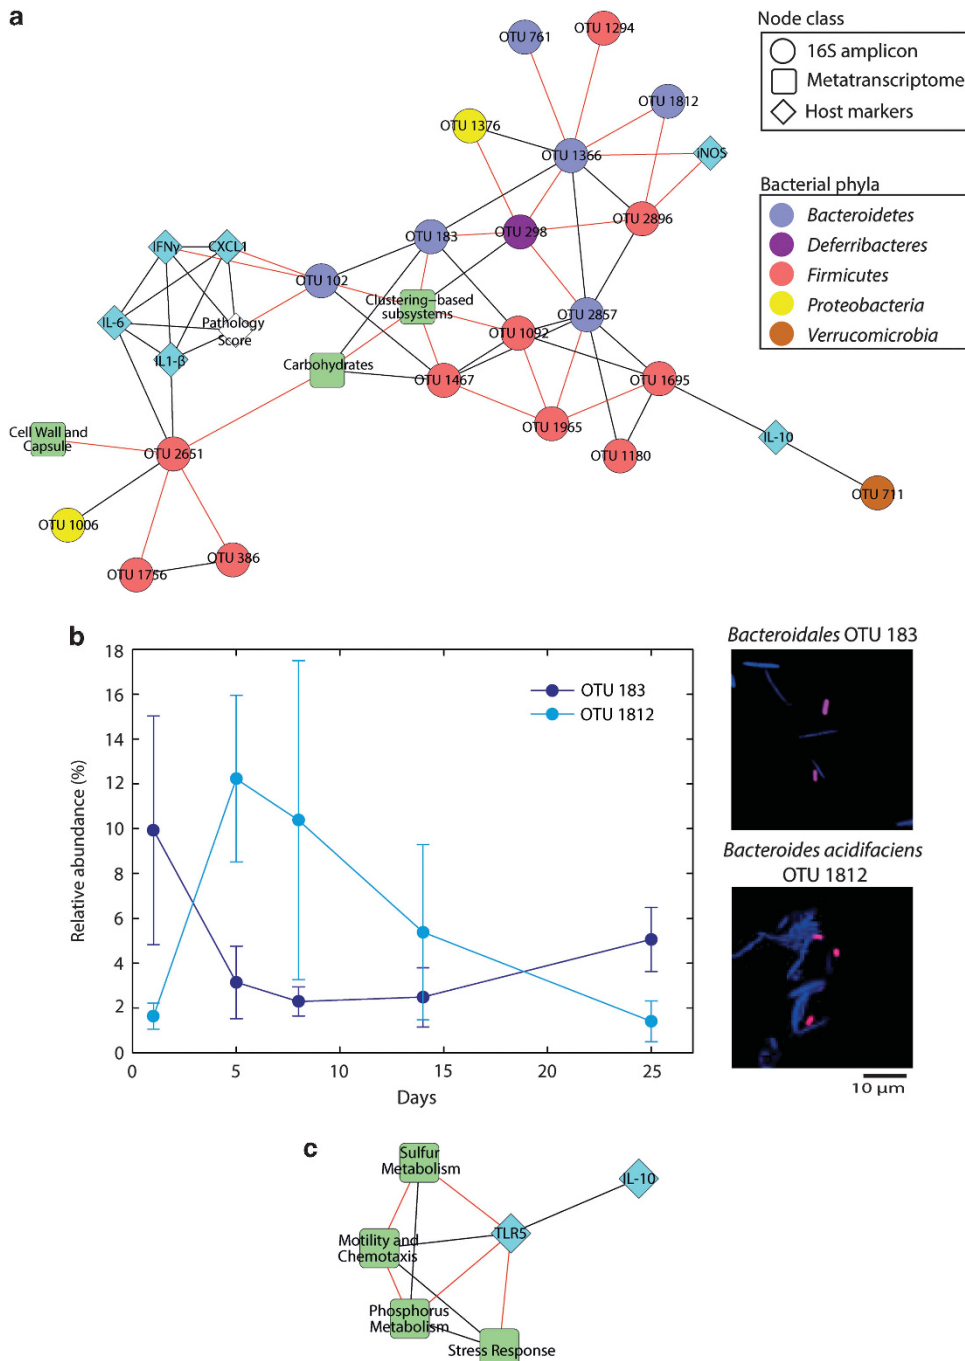 a
Node class
16S amplicon
Metatranscriptome
Host markers
Bacterial phyla
Bacteroidetes
Deferribacteres
Firmicutes
Proteobacteria
Verrucomicrobia
OTU 761
OTU 1294
OTU 1812
OTU 1376
OTU 1366
iNOS
OTU 2896
OTU 183
OTU 298
IFNγ
CXCL1
OTU 102
Clustering-based
subsystems
OTU 2857
IL-6
Pathology
Score
OTU 1092
IL1-β
Carbohydrates
OTU 1467
OTU 1695
OTU 1965
Cell Wall and
Capsule
OTU 2651
OTU 1180
IL-10
OTU 711
OTU 1006
OTU 386
OTU 1756
b
Relative abundance (%)
18
16
14
12
10
8
6
4
2
0
0
5
10
15
20
25
Days
OTU 183
OTU 1812
Bacteroidales OTU 183
Bacteroides acidifaciens
OTU 1812
10 μm
c
Sulfur
Metabolism
IL-10
TLR5
Motility and
Chemotaxis
Phosphorus
Metabolism
Stress Response